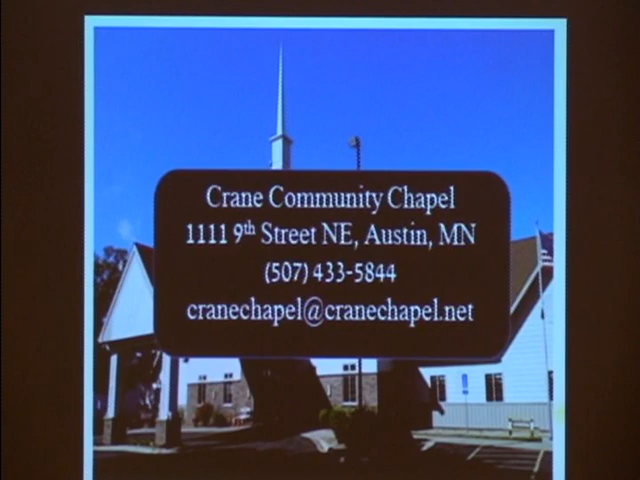 Crane Community Chapel
1111 9th Street NE, Austin, MN
(507) 433-5844
cranechapel@cranechapel.net